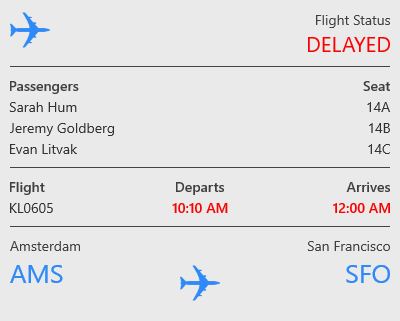 Flight Status
DELAYED
Passengers Seat
Sarah Hum 14A
Jeremy Goldberg 14B
Evan Litvak 14C
Flight Departs Arrives
KL0605 10:10 AM 12:00 AM
Amsterdam San Francisco
AMS SFO